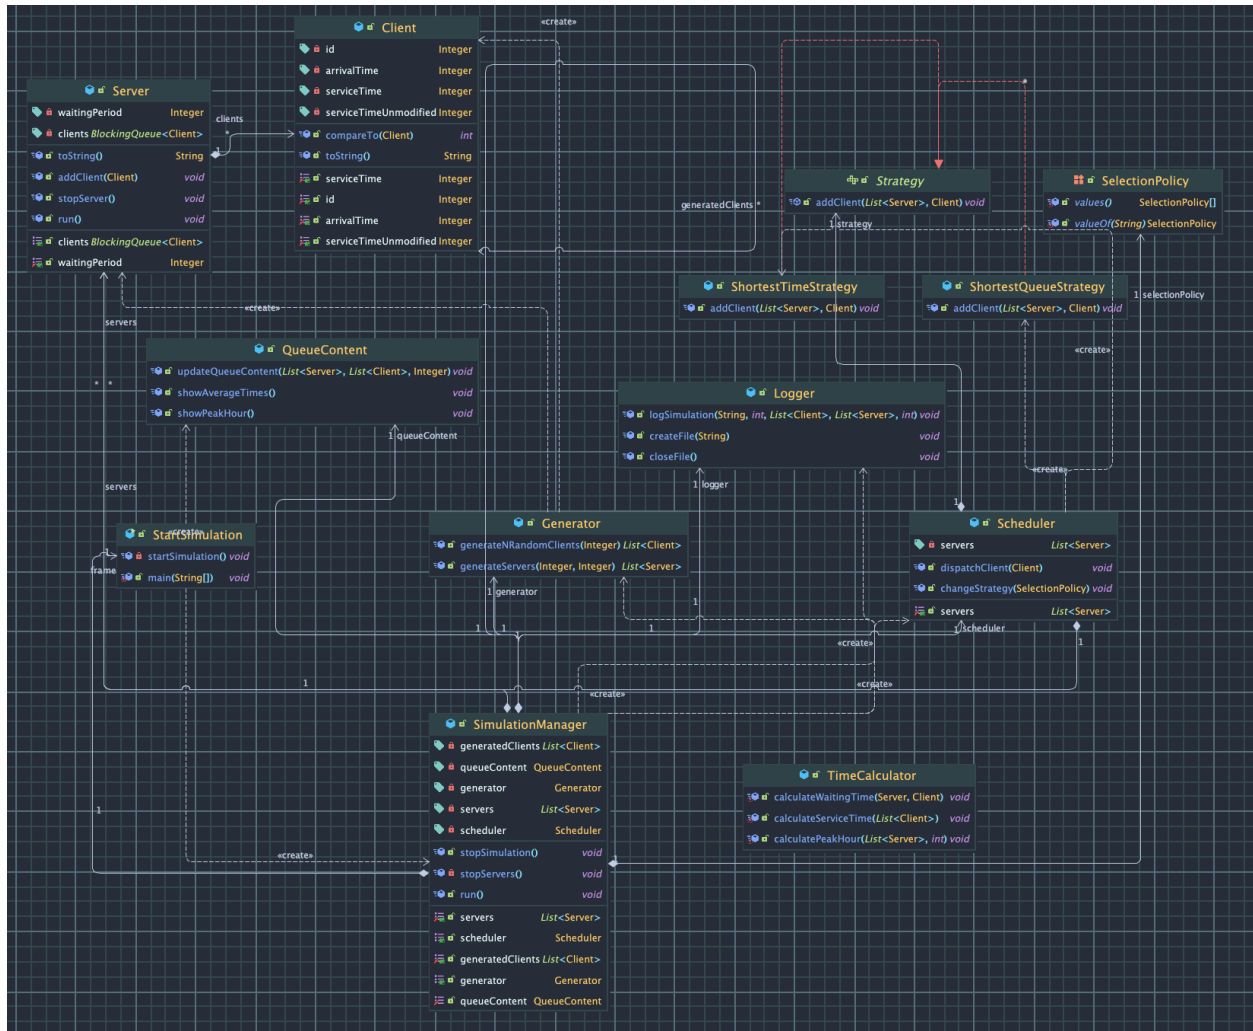 «create»
Client
id Integer
arrivalTime Integer
serviceTime Integer
serviceTimeUnmodified Integer
compareTo(Client) int
toString() String
serviceTime Integer
id Integer
arrivalTime Integer
serviceTimeUnmodified Integer
Server
waitingPeriod Integer
clients BlockingQueue<Client>
toString() String
addClient(Client) void
stopServer() void
run() void
clients BlockingQueue<Client>
waitingPeriod Integer
clients
*
1
generatedClients *
Strategy
addClient(List<Server>, Client) void
1 strategy
SelectionPolicy
values() SelectionPolicy[]
valueOf(String) SelectionPolicy
ShortestTimeStrategy
addClient(List<Server>, Client) void
ShortestQueueStrategy
addClient(List<Server>, Client) void
1 selectionPolicy
«create»
servers
«create»
QueueContent
updateQueueContent(List<Server>, List<Client>, Integer) void
showAverageTimes() void
showPeakHour() void
* *
1 queueContent
Logger
logSimulation(String, int, List<Client>, List<Server>, int) void
createFile(String) void
closeFile() void
1 logger
«create»
1
servers
«create»
StartSimulation
startSimulation() void
main(String[]) void
1
frame
Generator
generateNRandomClients(Integer) List<Client>
generateServers(Integer, Integer) List<Server>
1 generator
Scheduler
servers List<Server>
dispatchClient(Client) void
changeStrategy(SelectionPolicy) void
servers List<Server>
1
1
1
1
1
1 scheduler
1
«create»
1
«create»
«create»
SimulationManager
generatedClients List<Client>
queueContent QueueContent
generator Generator
servers List<Server>
scheduler Scheduler
stopSimulation() void
stopServers() void
run() void
servers List<Server>
scheduler Scheduler
generatedClients List<Client>
generator Generator
queueContent QueueContent
1
«create»
1
TimeCalculator
calculateWaitingTime(Server, Client) void
calculateServiceTime(List<Client>) void
calculatePeakHour(List<Server>, int) void